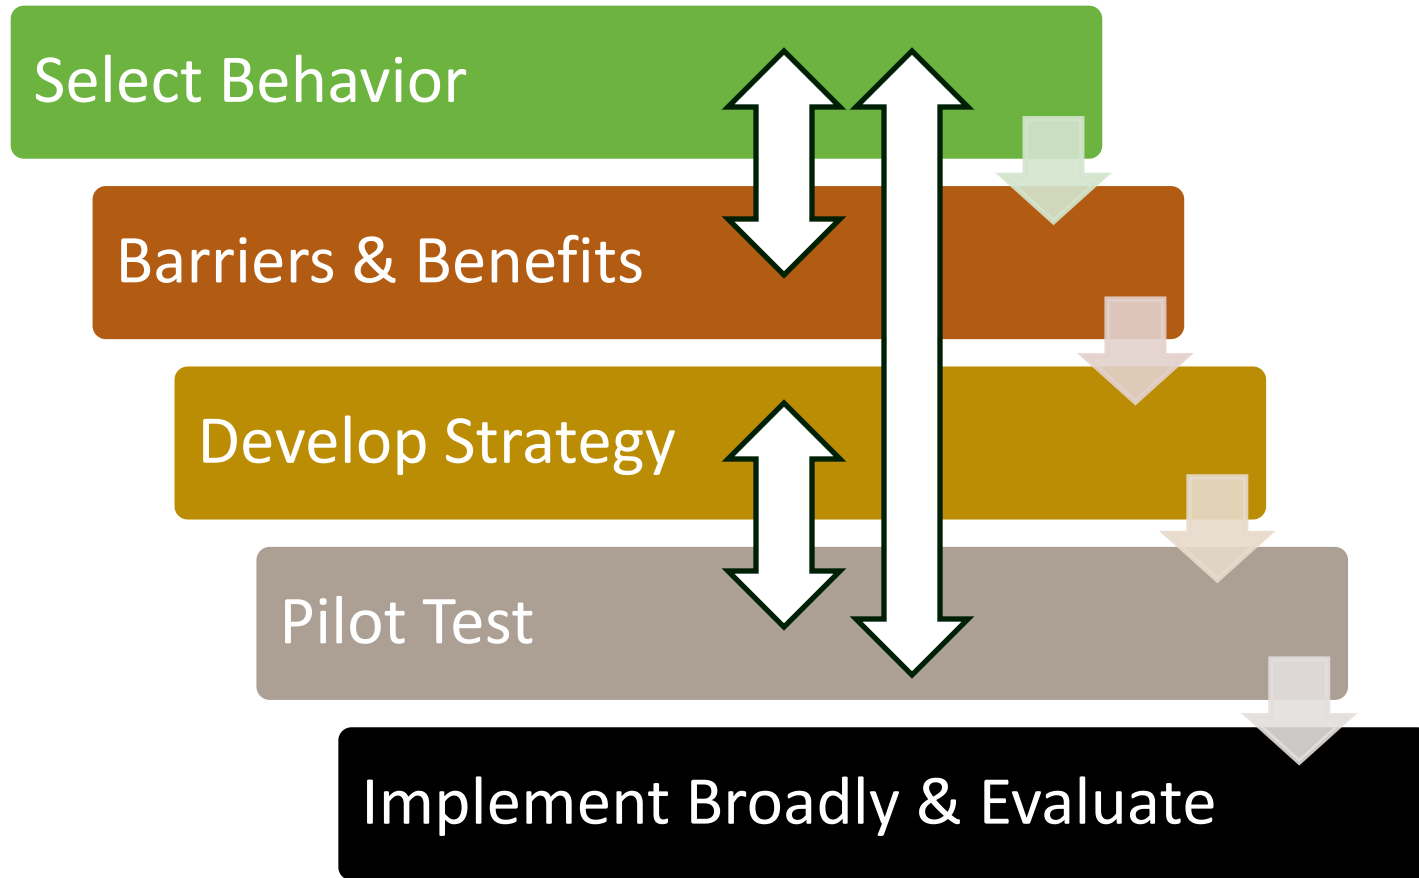 Select Behavior
Barriers & Benefits
Develop Strategy
Pilot Test
Implement Broadly & Evaluate